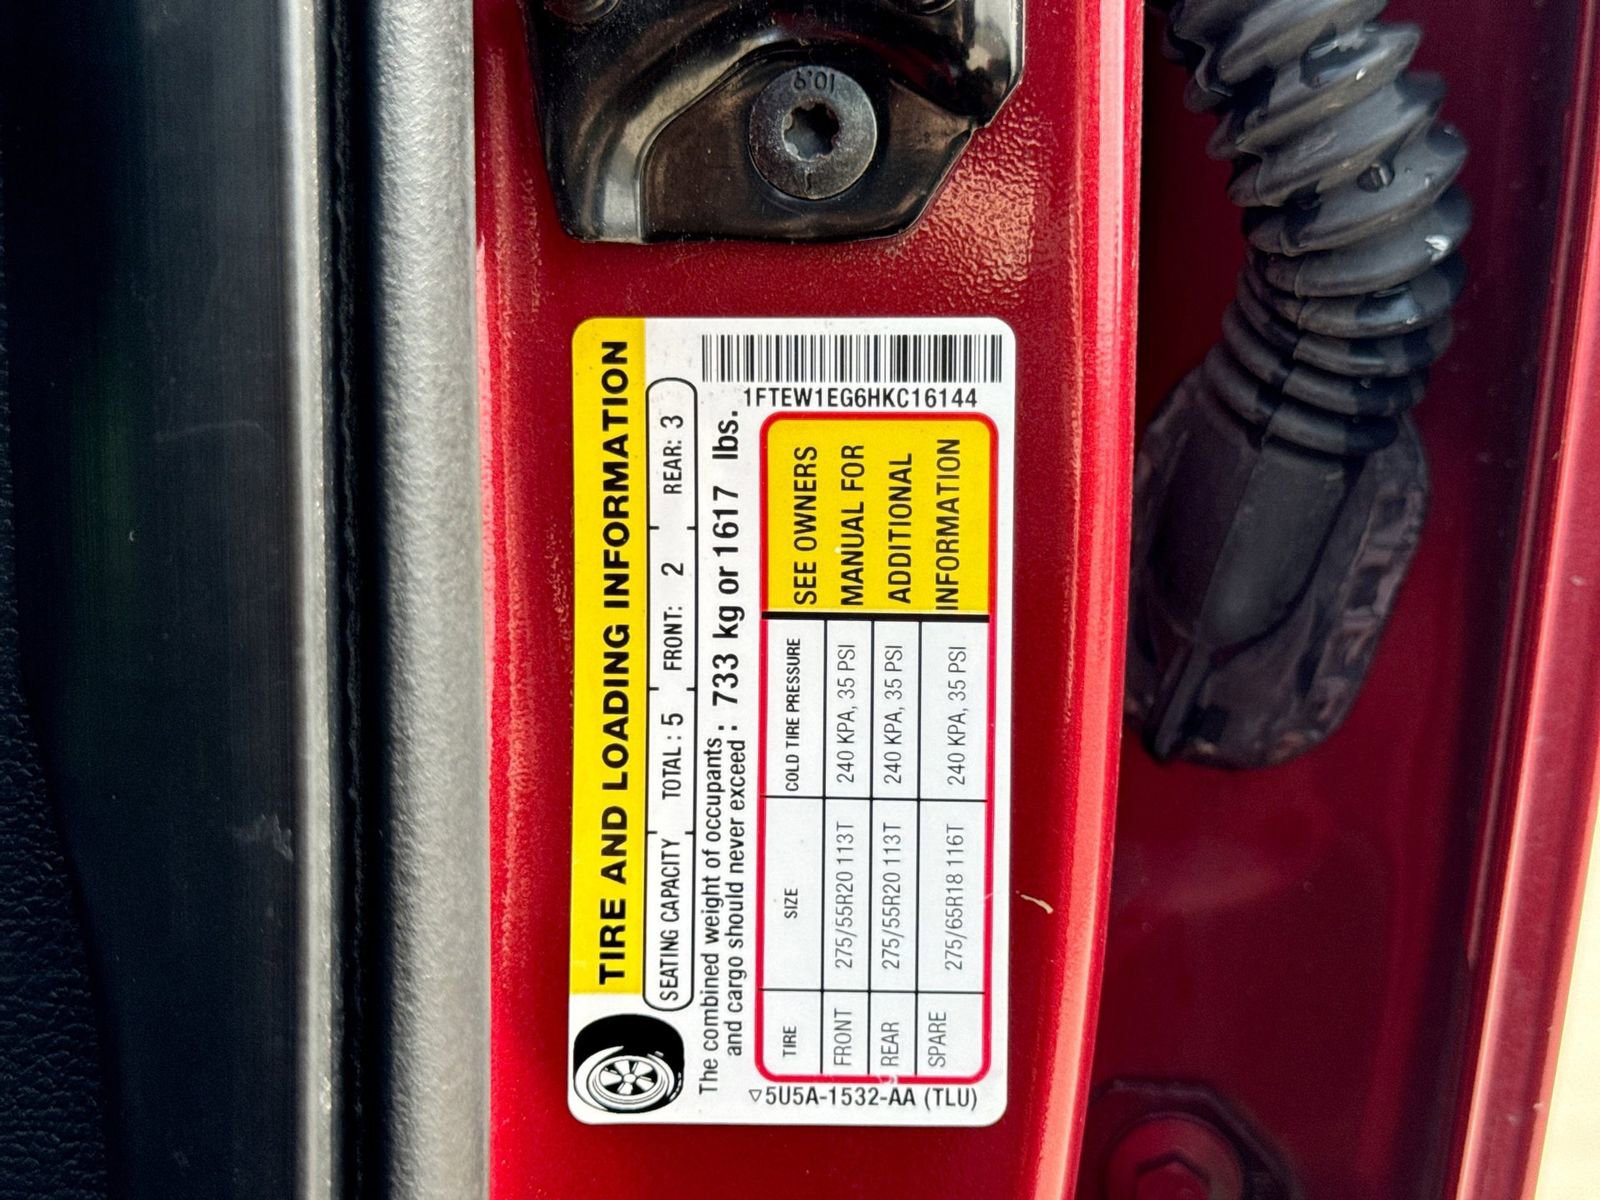 10.9
TIRE AND LOADING INFORMATION
SEATING CAPACITY TOTAL : 5 FRONT: 2 REAR: 3
The combined weight of occupants
and cargo should never exceed : 733 kg or 1617 lbs.
1FTEW1EG6HKC16144
TIRE SIZE COLD TIRE PRESSURE
FRONT 275/55R20 113T 240 KPA, 35 PSI
REAR 275/55R20 113T 240 KPA, 35 PSI
SPARE 275/65R18 116T 240 KPA, 35 PSI
SEE OWNERS
MANUAL FOR
ADDITIONAL
INFORMATION
▽5U5A-1532-AA (TLU)